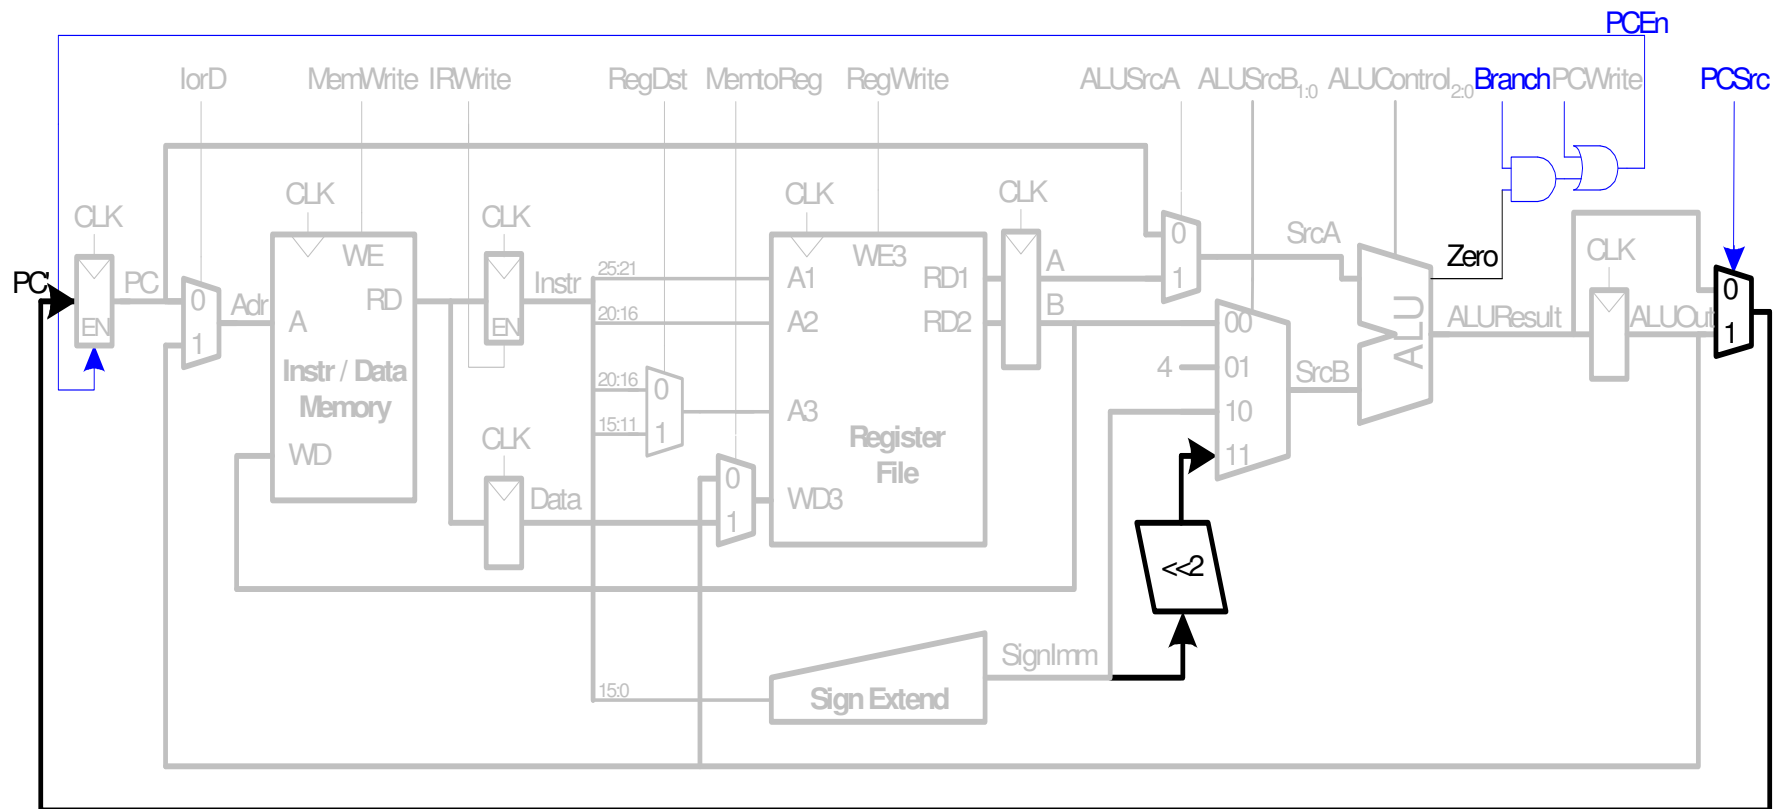 PCEn
IorD
MemWrite
IRWrite
RegDst
MemtoReg
RegWrite
ALUSrcA
ALUSrcB1:0
ALUControl2:0
Branch
PCWrite
PCSrc
CLK
CLK
CLK
CLK
CLK
CLK
CLK
PC'
EN
PC
0
1
Adr
WE
RD
A
Instr / Data
Memory
WD
EN
Instr
CLK
Data
25:21
20:16
20:16
15:11
15:0
0
1
0
1
A1
A2
A3
WD3
WE3
RD1
RD2
Register
File
A
B
0
1
4
00
01
10
11
SrcA
SrcB
ALU
Zero
ALUResult
ALUOut
0
1
<<2
SignImm
Sign Extend